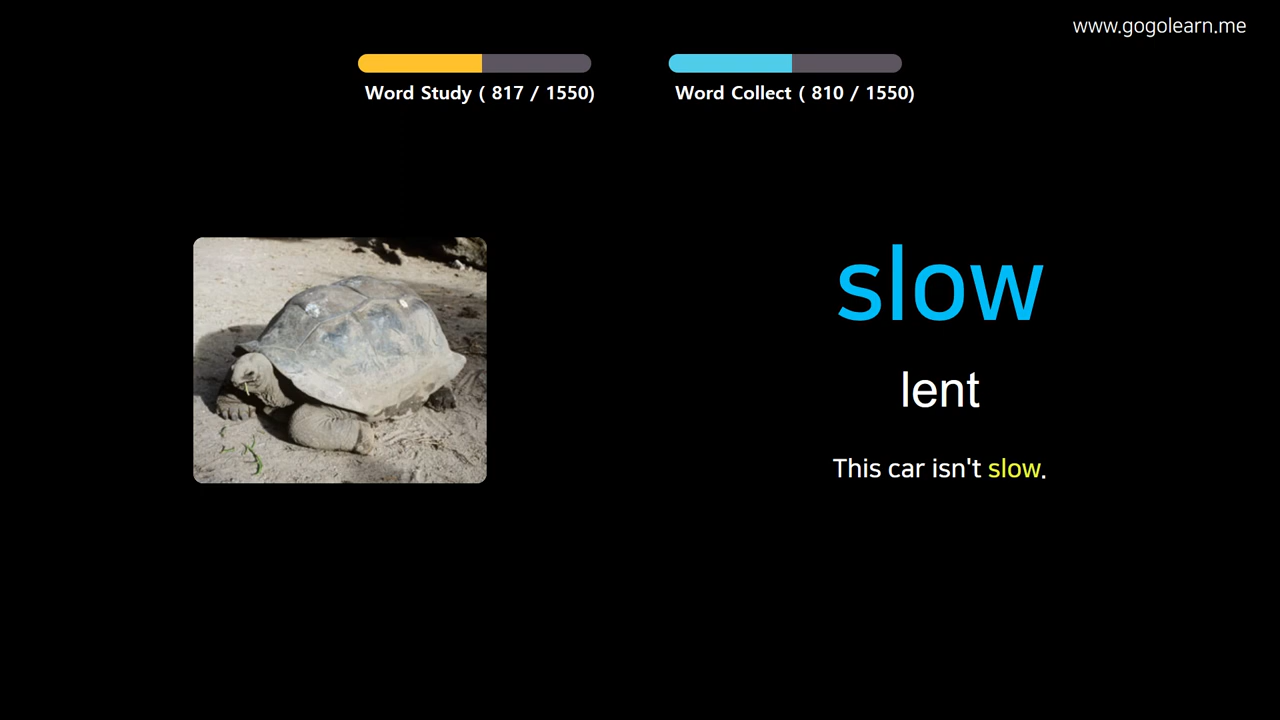 www.gogolearn.me
Word Study ( 817 / 1550)
Word Collect ( 810 / 1550)
slow
lent
This car isn't slow.